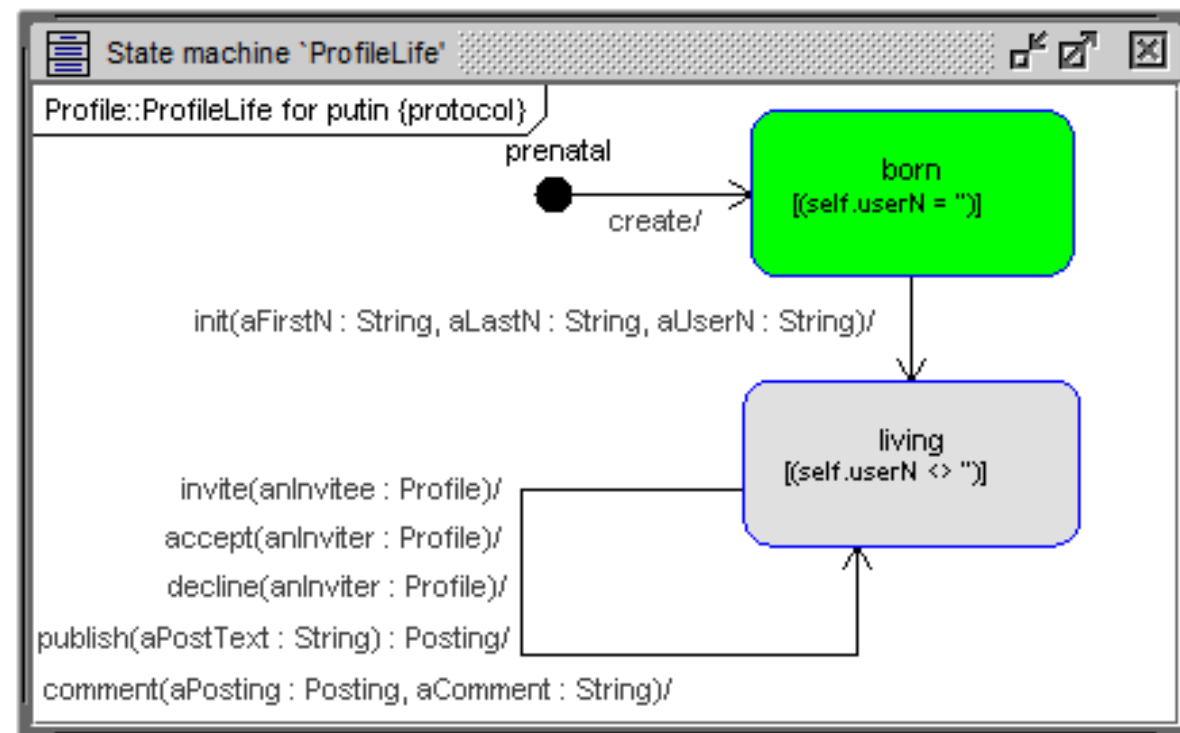 State machine `ProfileLife'
Profile::ProfileLife for putin {protocol}
prenatal
create/
born
[(self.userN = '')]
init(aFirstN : String, aLastN : String, aUserN : String)/
living
[(self.userN <> '')]
invite(anInvitee : Profile)/
accept(anInviter : Profile)/
decline(anInviter : Profile)/
publish(aPostText : String) : Posting/
comment(aPosting : Posting, aComment : String)/